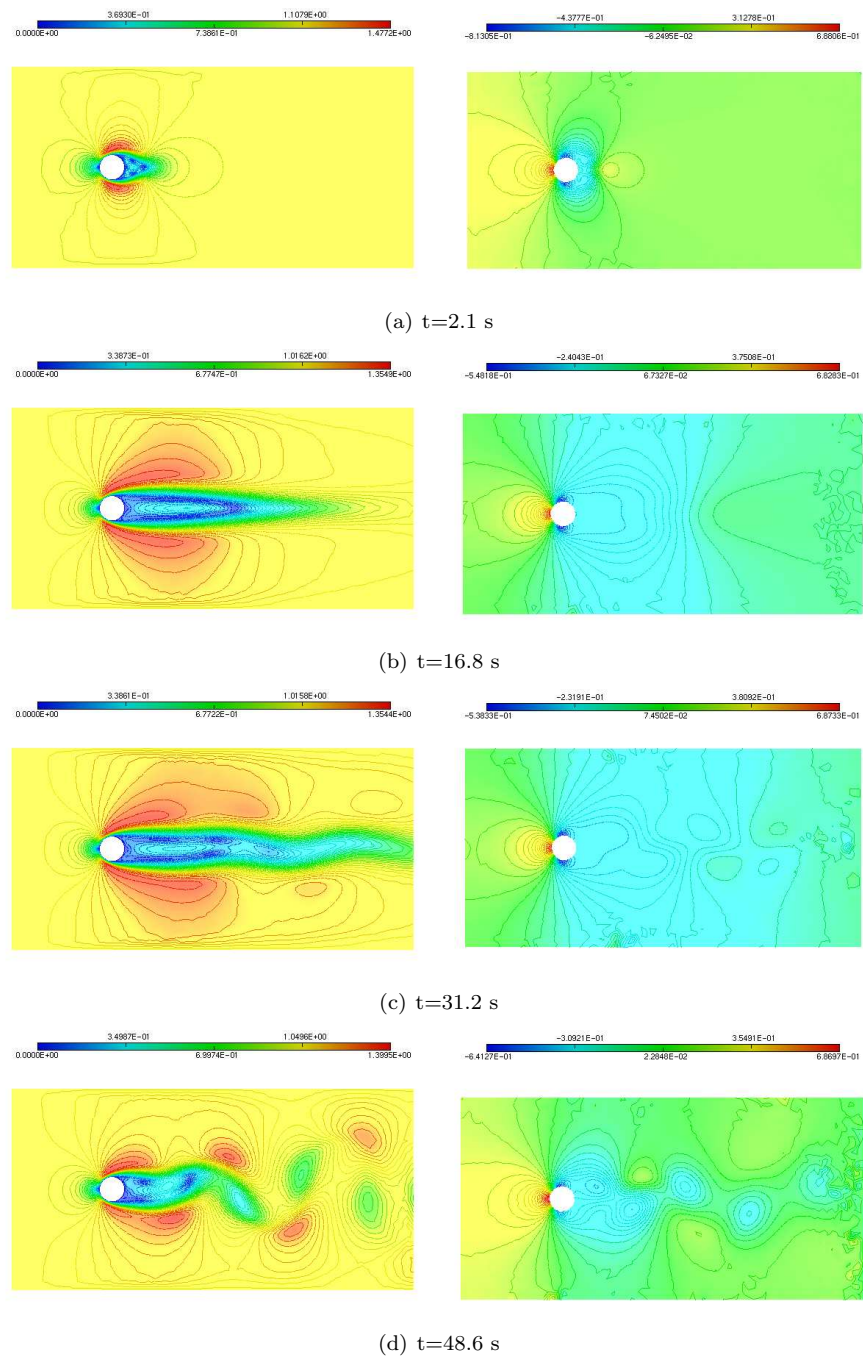 3.6930E-01 1.1079E+00
0.0000E+00 7.3861E-01 1.4772E+00
-4.3777E-01 3.1278E-01
-8.1305E-01 -6.2495E-02 6.8806E-01
(a) t=2.1 s
3.3873E-01 1.0162E+00
0.0000E+00 6.7747E-01 1.3549E+00
-2.4043E-01 3.7508E-01
-5.4818E-01 6.7327E-02 6.8283E-01
(b) t=16.8 s
3.3861E-01 1.0158E+00
0.0000E+00 6.7722E-01 1.3544E+00
-2.3191E-01 3.8092E-01
-5.3833E-01 7.4502E-02 6.8733E-01
(c) t=31.2 s
3.4987E-01 1.0496E+00
0.0000E+00 6.9974E-01 1.3995E+00
-3.0921E-01 3.5491E-01
-6.4127E-01 2.2848E-02 6.8697E-01
(d) t=48.6 s